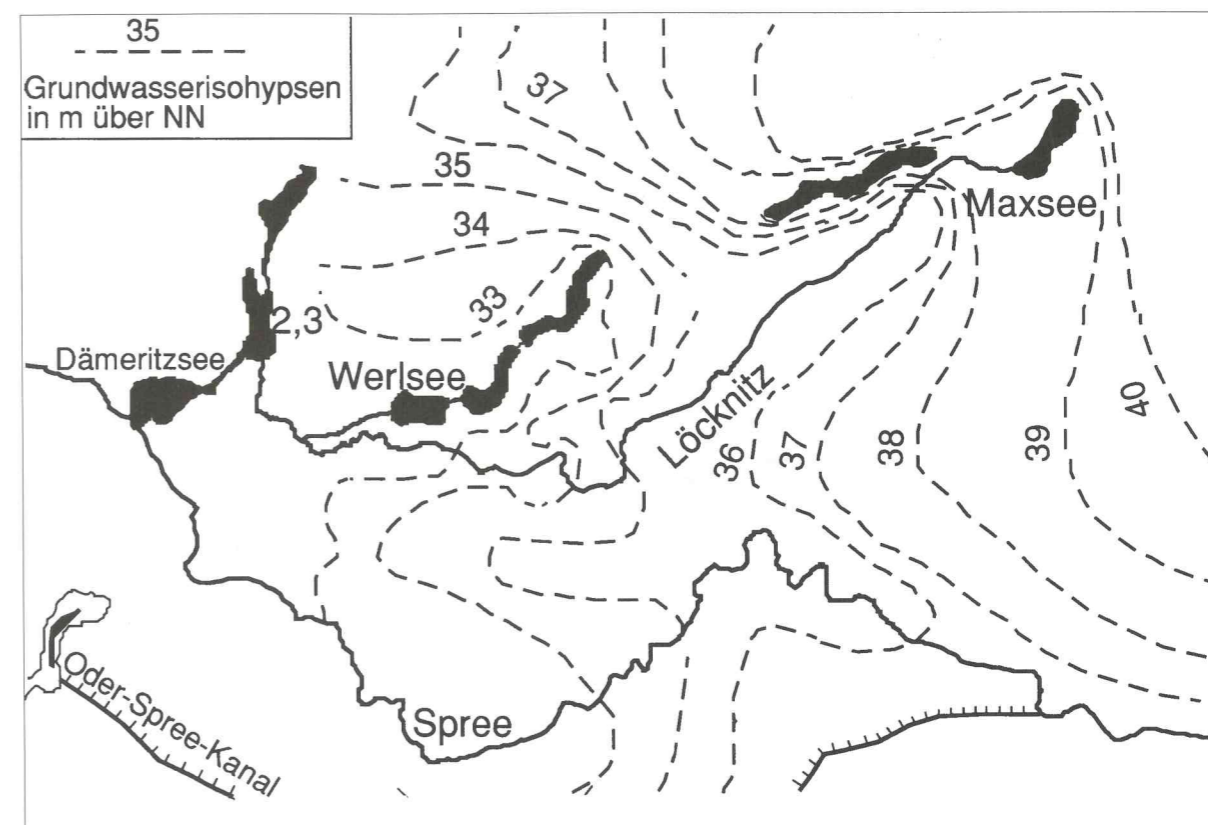 35
Grundwasserisohypsen
in m über NN
37
35
34
33
Maxsee
2,3
Dämeritzsee
Werlsee
Löcknitz
36
37
38
39
40
Spree
Oder-Spree-Kanal